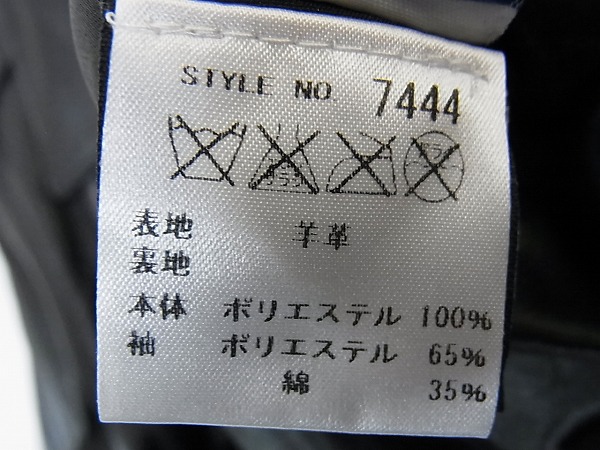 STYLE NO 7444
表地 羊革
裏地
本体 ポリエステル 100%
袖 ポリエステル 65%
綿 35%